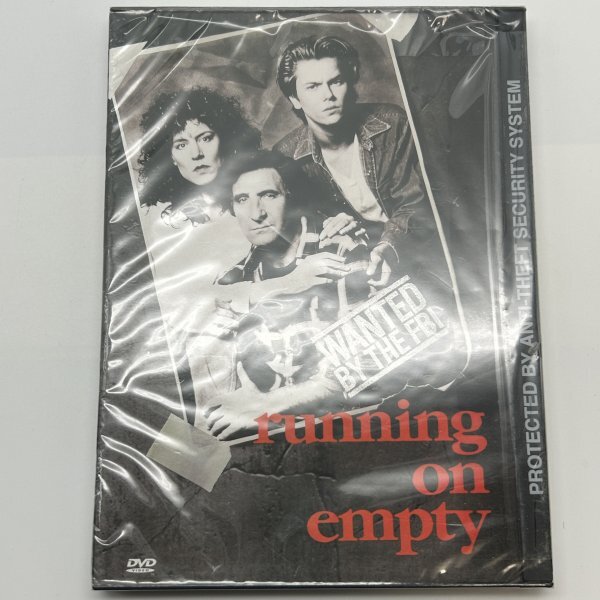 WANTED
BY THE FBI
running
on
empty
DVD
VIDEO
PROTECTED BY ANTI-THEFT SECURITY SYSTEM